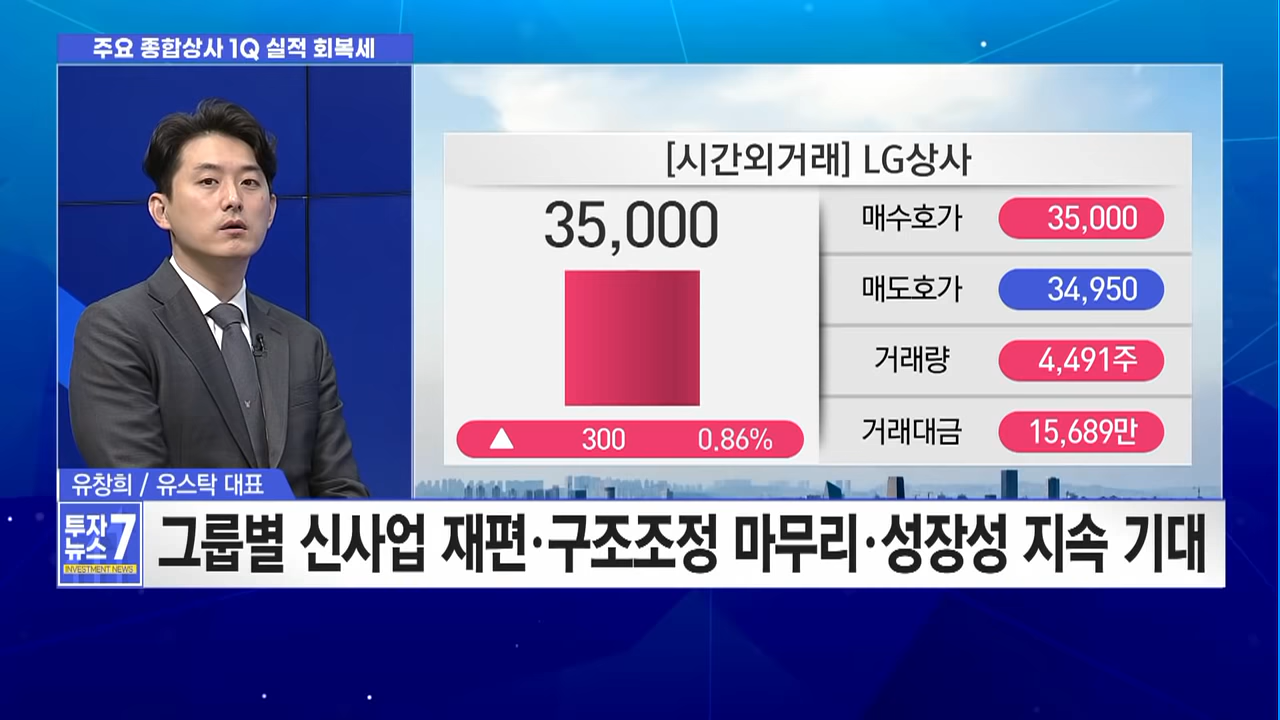 주요 종합상사 1Q 실적 회복세
[시간외거래] LG상사
35,000
▲ 300 0.86%
매수호가 35,000
매도호가 34,950
거래량 4,491주
거래대금 15,689만
유창희 / 유스탁 대표
투자뉴스7
INVESTMENT NEWS
그룹별 신사업 재편·구조조정 마무리·성장성 지속 기대